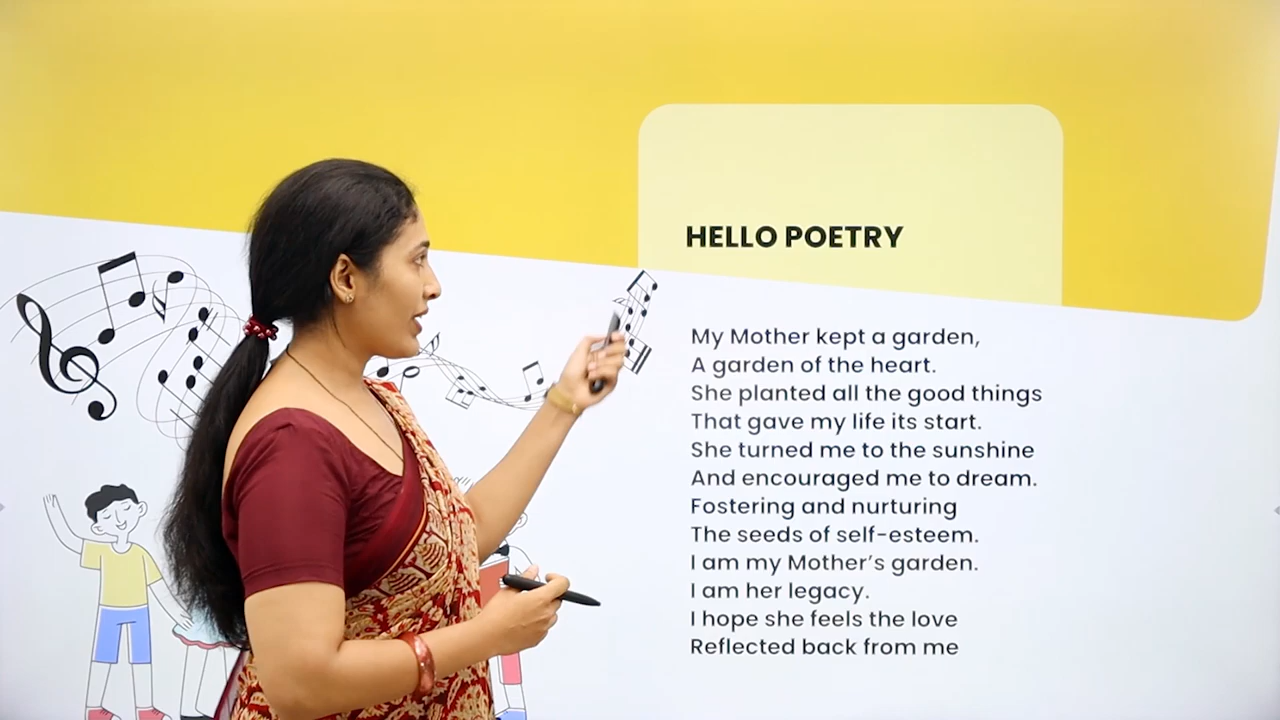 HELLO POETRY
My Mother kept a garden,
A garden of the heart.
She planted all the good things
That gave my life its start.
She turned me to the sunshine
And encouraged me to dream.
Fostering and nurturing
The seeds of self-esteem.
I am my Mother’s garden.
I am her legacy.
I hope she feels the love
Reflected back from me